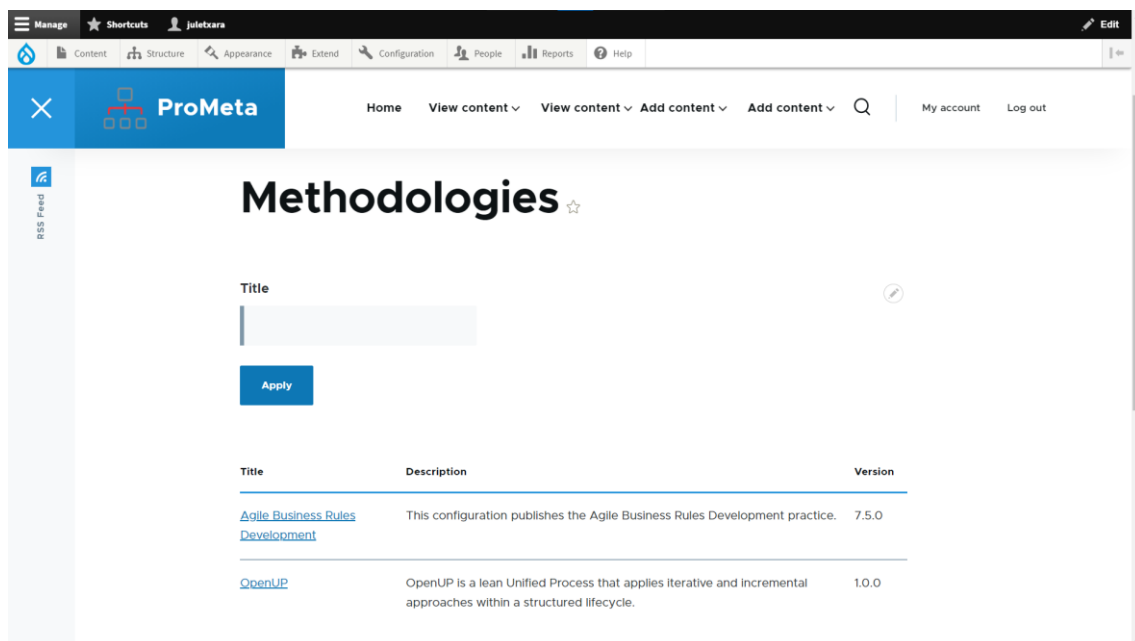 Manage Shortcuts juletxara Edit
Content Structure Appearance Extend Configuration People Reports Help
ProMeta Home View content View content Add content Add content My account Log out
RSS Feed
Methodologies
Title
Apply
Title Description Version
Agile Business Rules This configuration publishes the Agile Business Rules Development practice. 7.5.0
Development
OpenUP OpenUP is a lean Unified Process that applies iterative and incremental 1.0.0
approaches within a structured lifecycle.